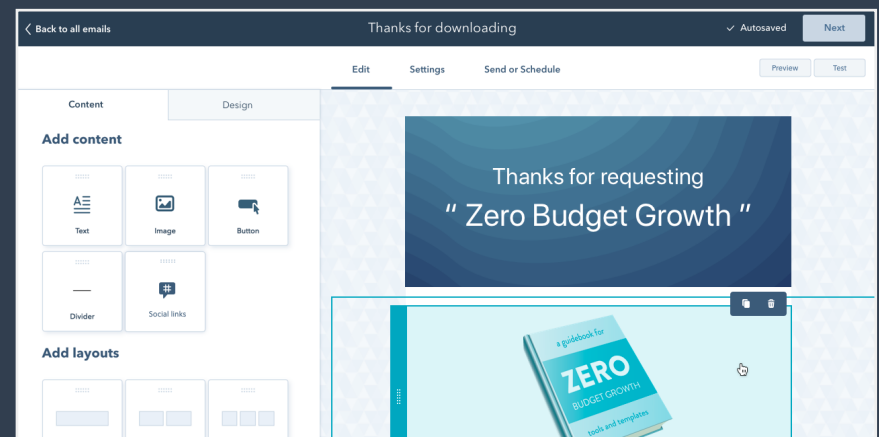 Back to all emails
Thanks for downloading
Autosaved
Next
Edit
Settings
Send or Schedule
Preview
Test
Content
Design
Add content
Text
Image
Button
Divider
Social links
Add layouts
Thanks for requesting
“ Zero Budget Growth ”
a guidebook for
ZERO
BUDGET GROWTH
tools and templates